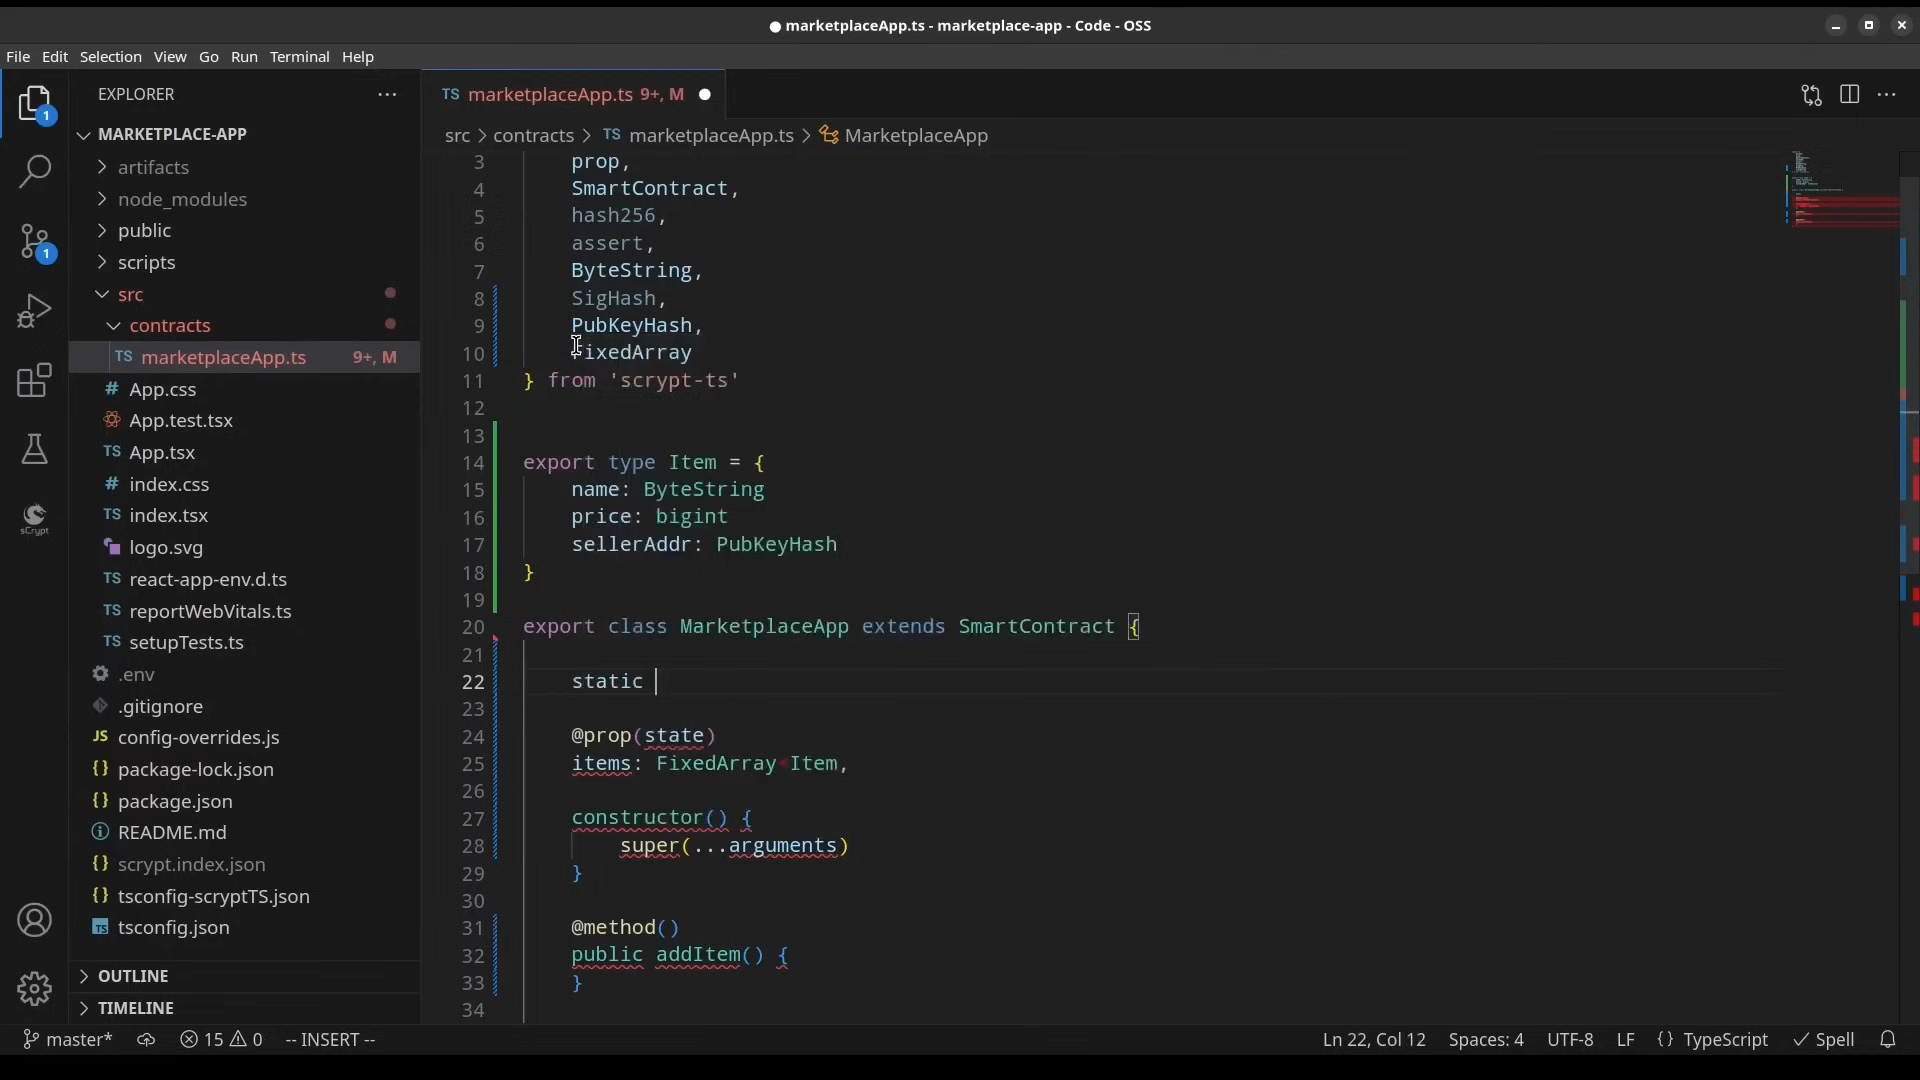 marketplaceApp.ts - marketplace-app - Code - OSS
File Edit Selection View Go Run Terminal Help
EXPLORER
MARKETPLACE-APP
artifacts
node_modules
public
scripts
src
contracts
TS marketplaceApp.ts 9+, M
# App.css
App.test.tsx
TS App.tsx
# index.css
TS index.tsx
logo.svg
TS react-app-env.d.ts
TS reportWebVitals.ts
TS setupTests.ts
.env
.gitignore
JS config-overrides.js
{} package-lock.json
{} package.json
README.md
{} scrypt.index.json
{} tsconfig-scryptTS.json
TS tsconfig.json
OUTLINE
TIMELINE
1
1
sCrypt
TS marketplaceApp.ts 9+, M
src > contracts > TS marketplaceApp.ts > MarketplaceApp
3 prop,
4 SmartContract,
5 hash256,
6 assert,
7 ByteString,
8 SigHash,
9 PubKeyHash,
10 FixedArray
11 } from 'scrypt-ts'
12
13
14 export type Item = {
15 name: ByteString
16 price: bigint
17 sellerAddr: PubKeyHash
18 }
19
20 export class MarketplaceApp extends SmartContract {
21
22 static
23
24 @prop(state)
25 items: FixedArray Item,
26
27 constructor() {
28 super(...arguments)
29 }
30
31 @method()
32 public addItem() {
33 }
34
master* 15 0 -- INSERT -- Ln 22, Col 12 Spaces: 4 UTF-8 LF {} TypeScript Spell